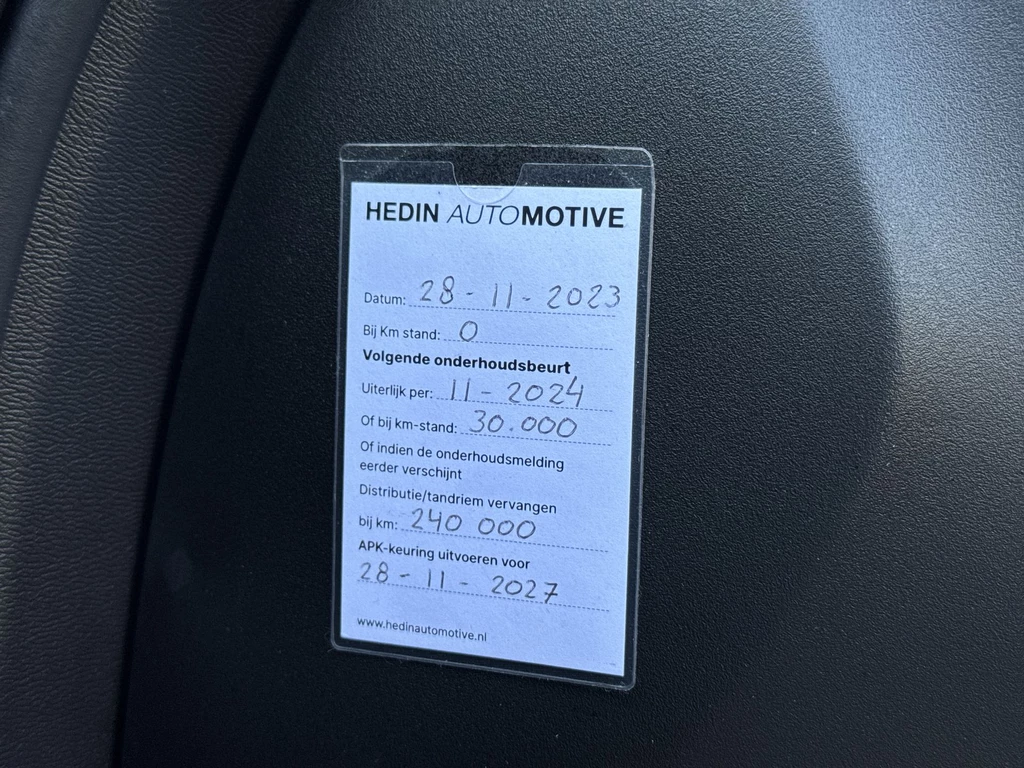 HEDIN AUTOMOTIVE
Datum: 28 - 11 - 2023
Bij Km stand: 0
Volgende onderhoudsbeurt
Uiterlijk per: 11 - 2024
Of bij km-stand: 30.000
Of indien de onderhoudsmelding
eerder verschijnt
Distributie/tandriem vervangen
bij km: 240 000
APK-keuring uitvoeren voor
28 - 11 - 2027
www.hedinautomotive.nl